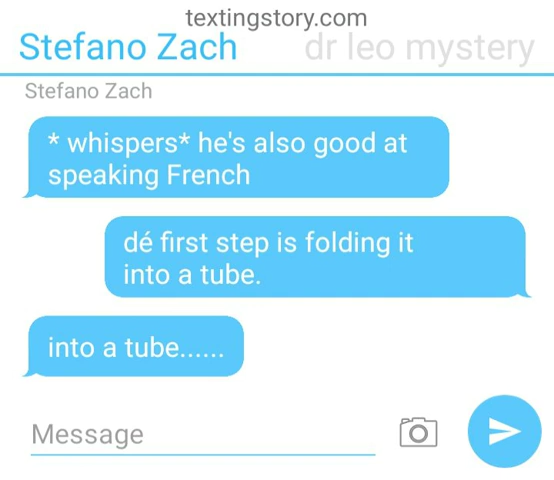 textingstory.com
Stefano Zach dr leo mystery
Stefano Zach
* whispers* he's also good at
speaking French
dé first step is folding it
into a tube.
into a tube......
Message